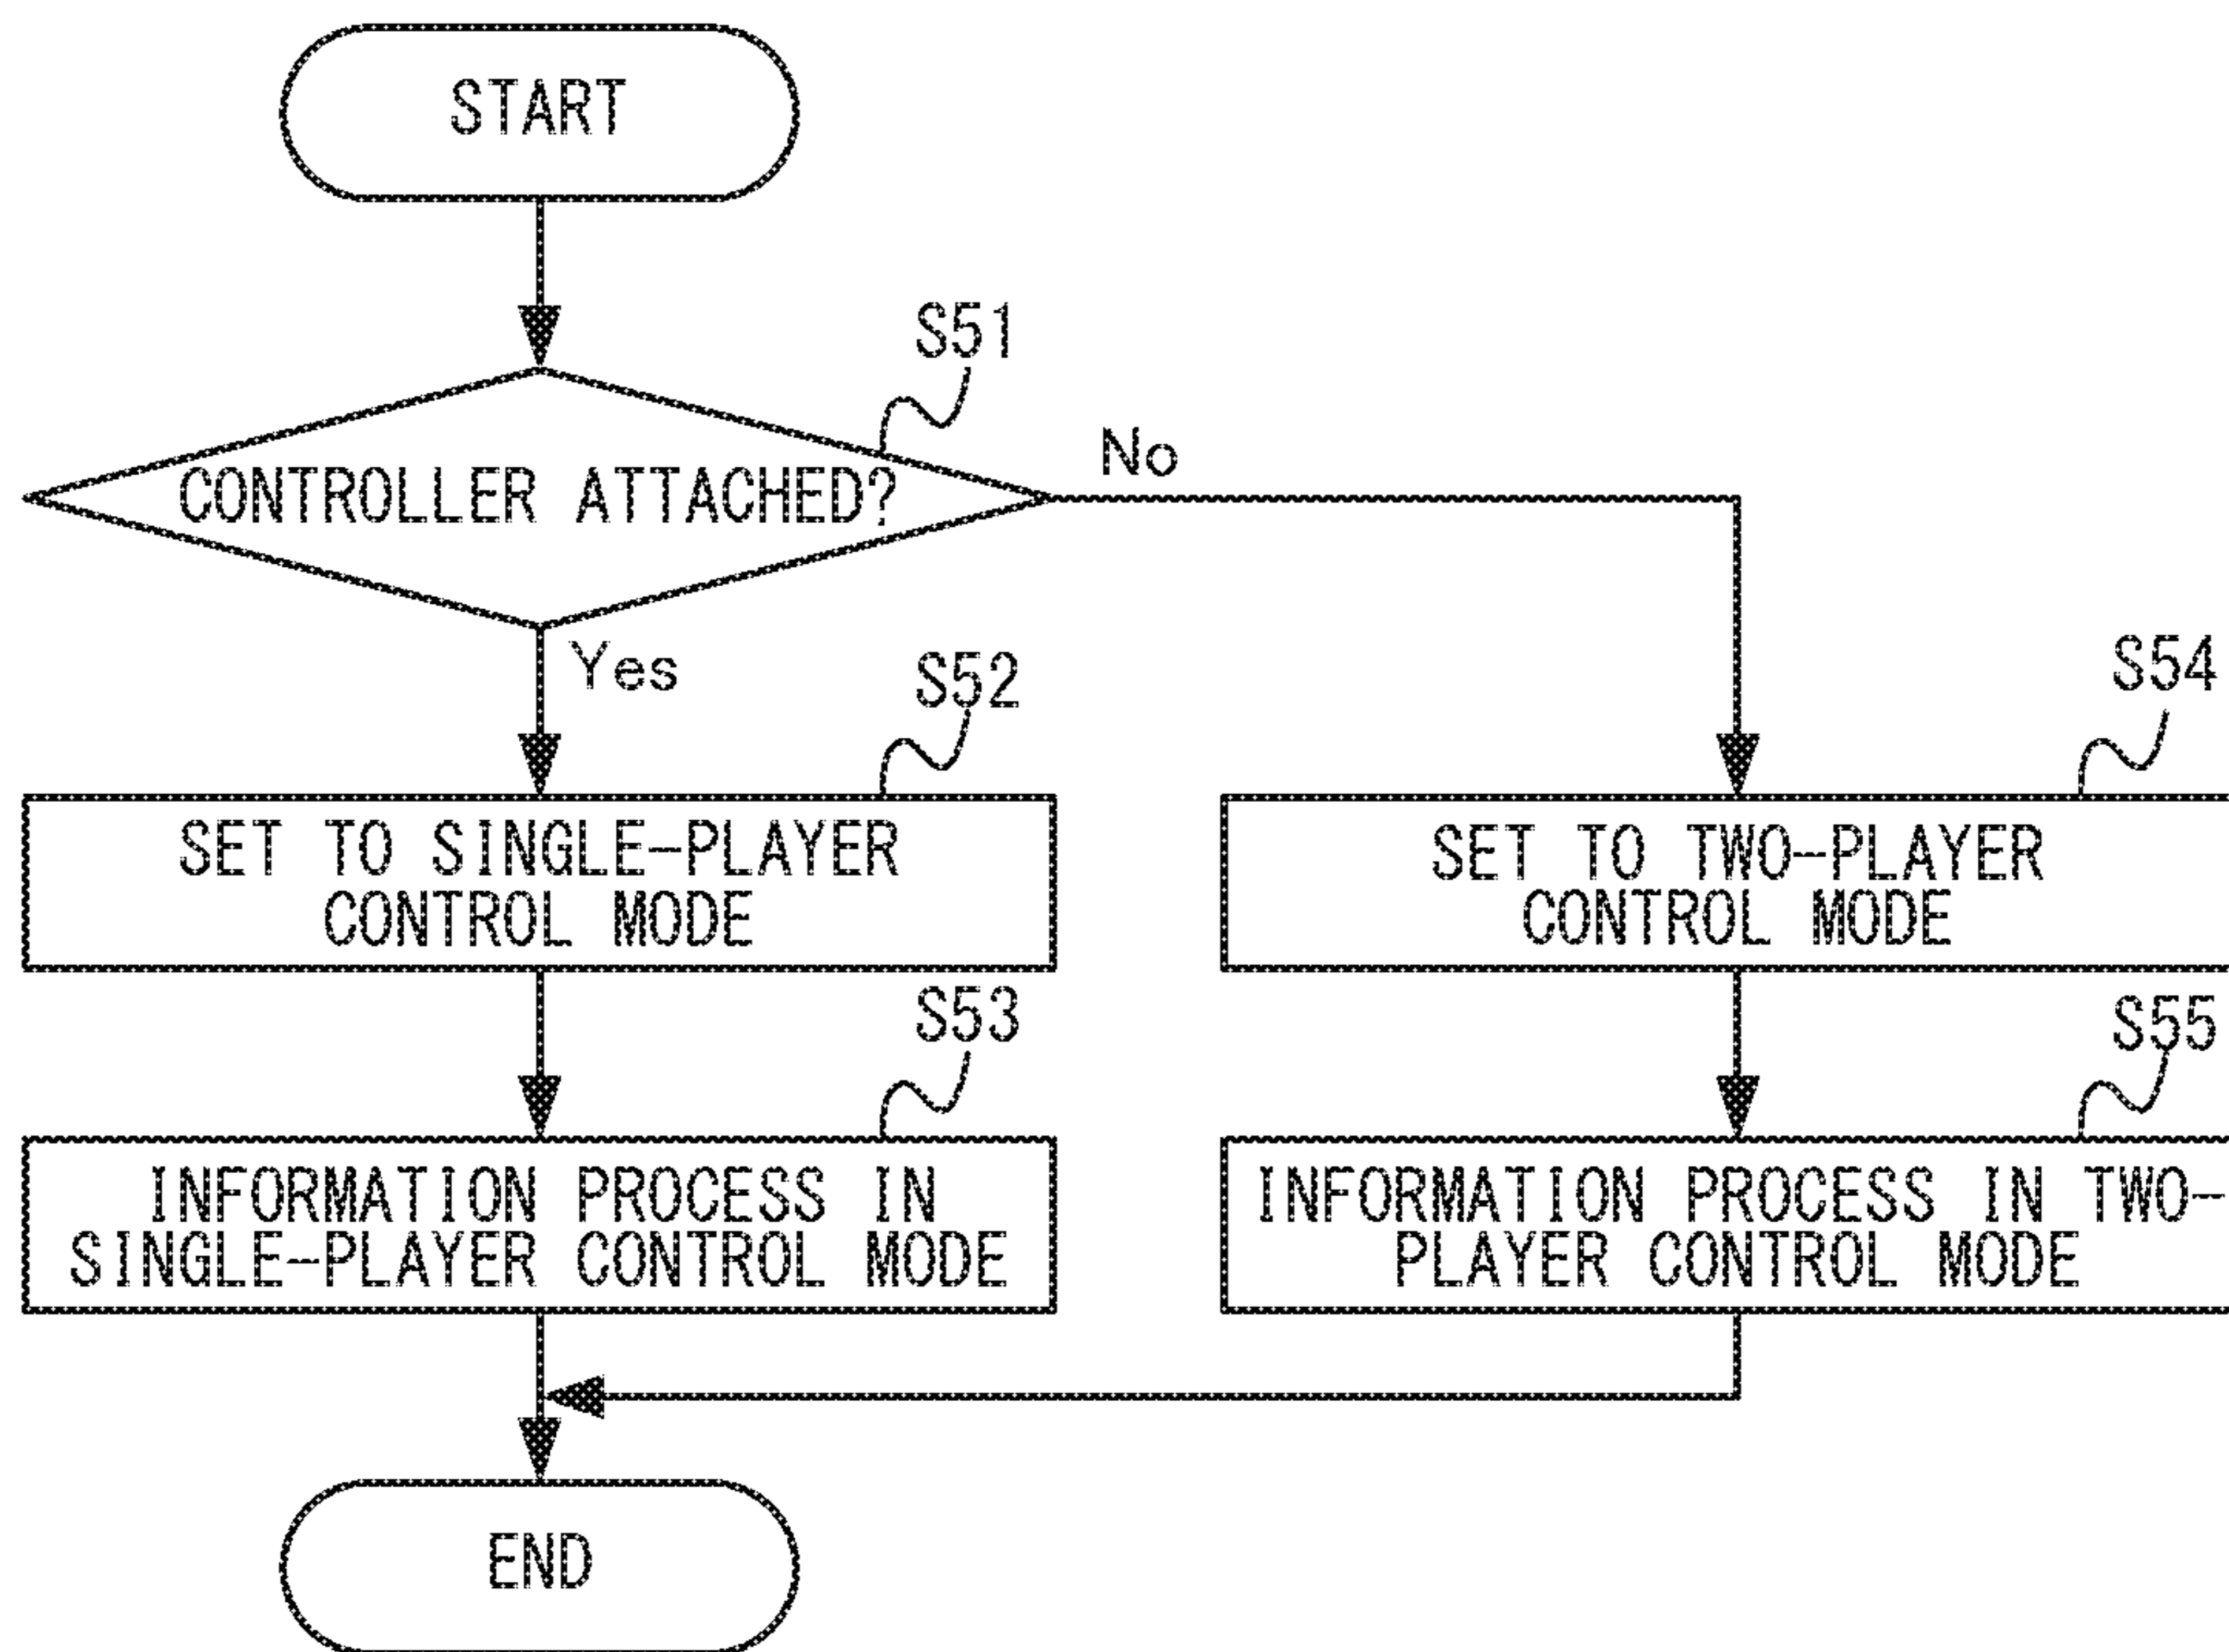 START
S51
CONTROLLER ATTACHED?
No
Yes
S52
S54
SET TO SINGLE-PLAYER
CONTROL MODE
SET TO TWO-PLAYER
CONTROL MODE
S53
S55
INFORMATION PROCESS IN
SINGLE-PLAYER CONTROL MODE
INFORMATION PROCESS IN TWO-
PLAYER CONTROL MODE
END